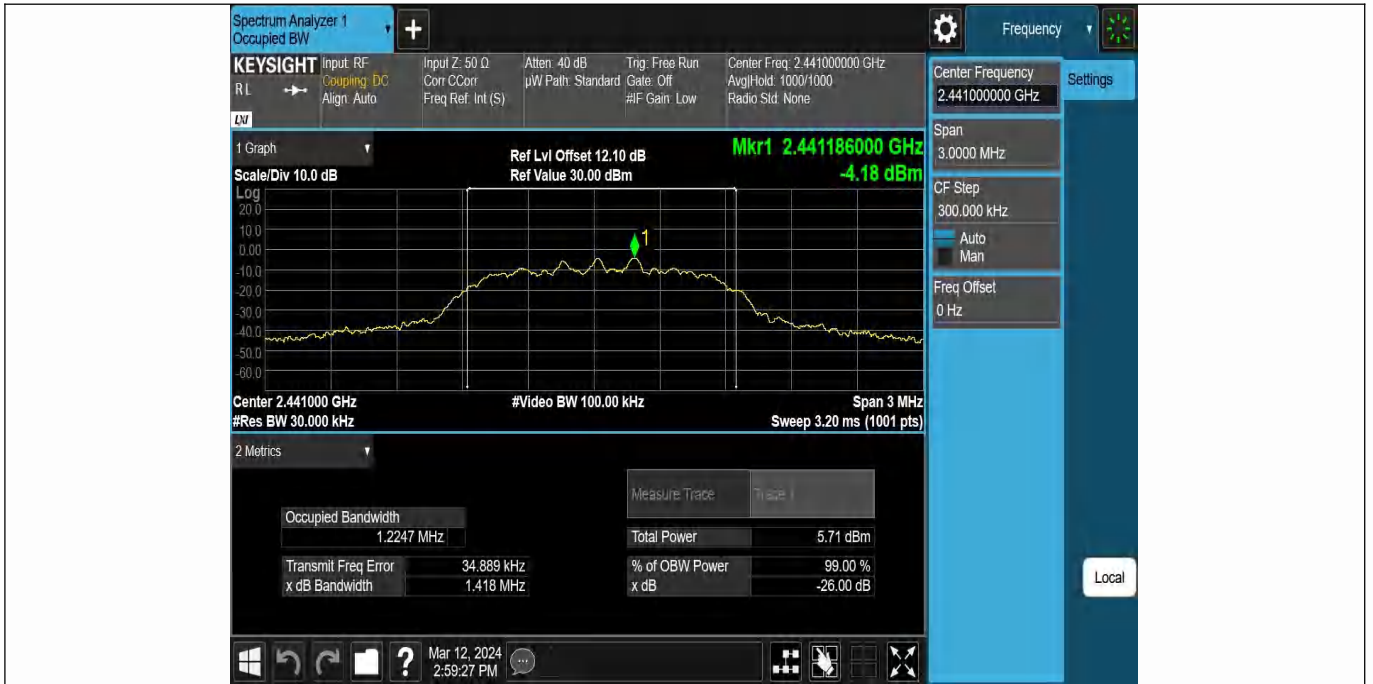 Spectrum Analyzer 1
Occupied BW
Frequency
KEYSIGHT
R L
LXI
Input: RF
Coupling: DC
Align: Auto
Input Z: 50 Ω
Corr CCorr
Freq Ref: Int (S)
Atten: 40 dB
µW Path: Standard
Trig: Free Run
Gate: Off
#IF Gain: Low
Center Freq: 2.441000000 GHz
Avg|Hold: 1000/1000
Radio Std: None
Center Frequency
2.441000000 GHz
Settings
Span
3.0000 MHz
CF Step
300.000 kHz
Auto
Man
Freq Offset
0 Hz
Local
1 Graph
Scale/Div 10.0 dB
Ref Lvl Offset 12.10 dB
Ref Value 30.00 dBm
Mkr1 2.441186000 GHz
-4.18 dBm
Log
20.0
10.0
0.00
-10.0
-20.0
-30.0
-40.0
-50.0
-60.0
1
Center 2.441000 GHz
#Video BW 100.00 kHz
Span 3 MHz
#Res BW 30.000 kHz
Sweep 3.20 ms (1001 pts)
2 Metrics
Measure Trace
Trace 1
Occupied Bandwidth
1.2247 MHz
Total Power
5.71 dBm
Transmit Freq Error
34.889 kHz
% of OBW Power
99.00 %
x dB Bandwidth
1.418 MHz
x dB
-26.00 dB
?
Mar 12, 2024
2:59:27 PM